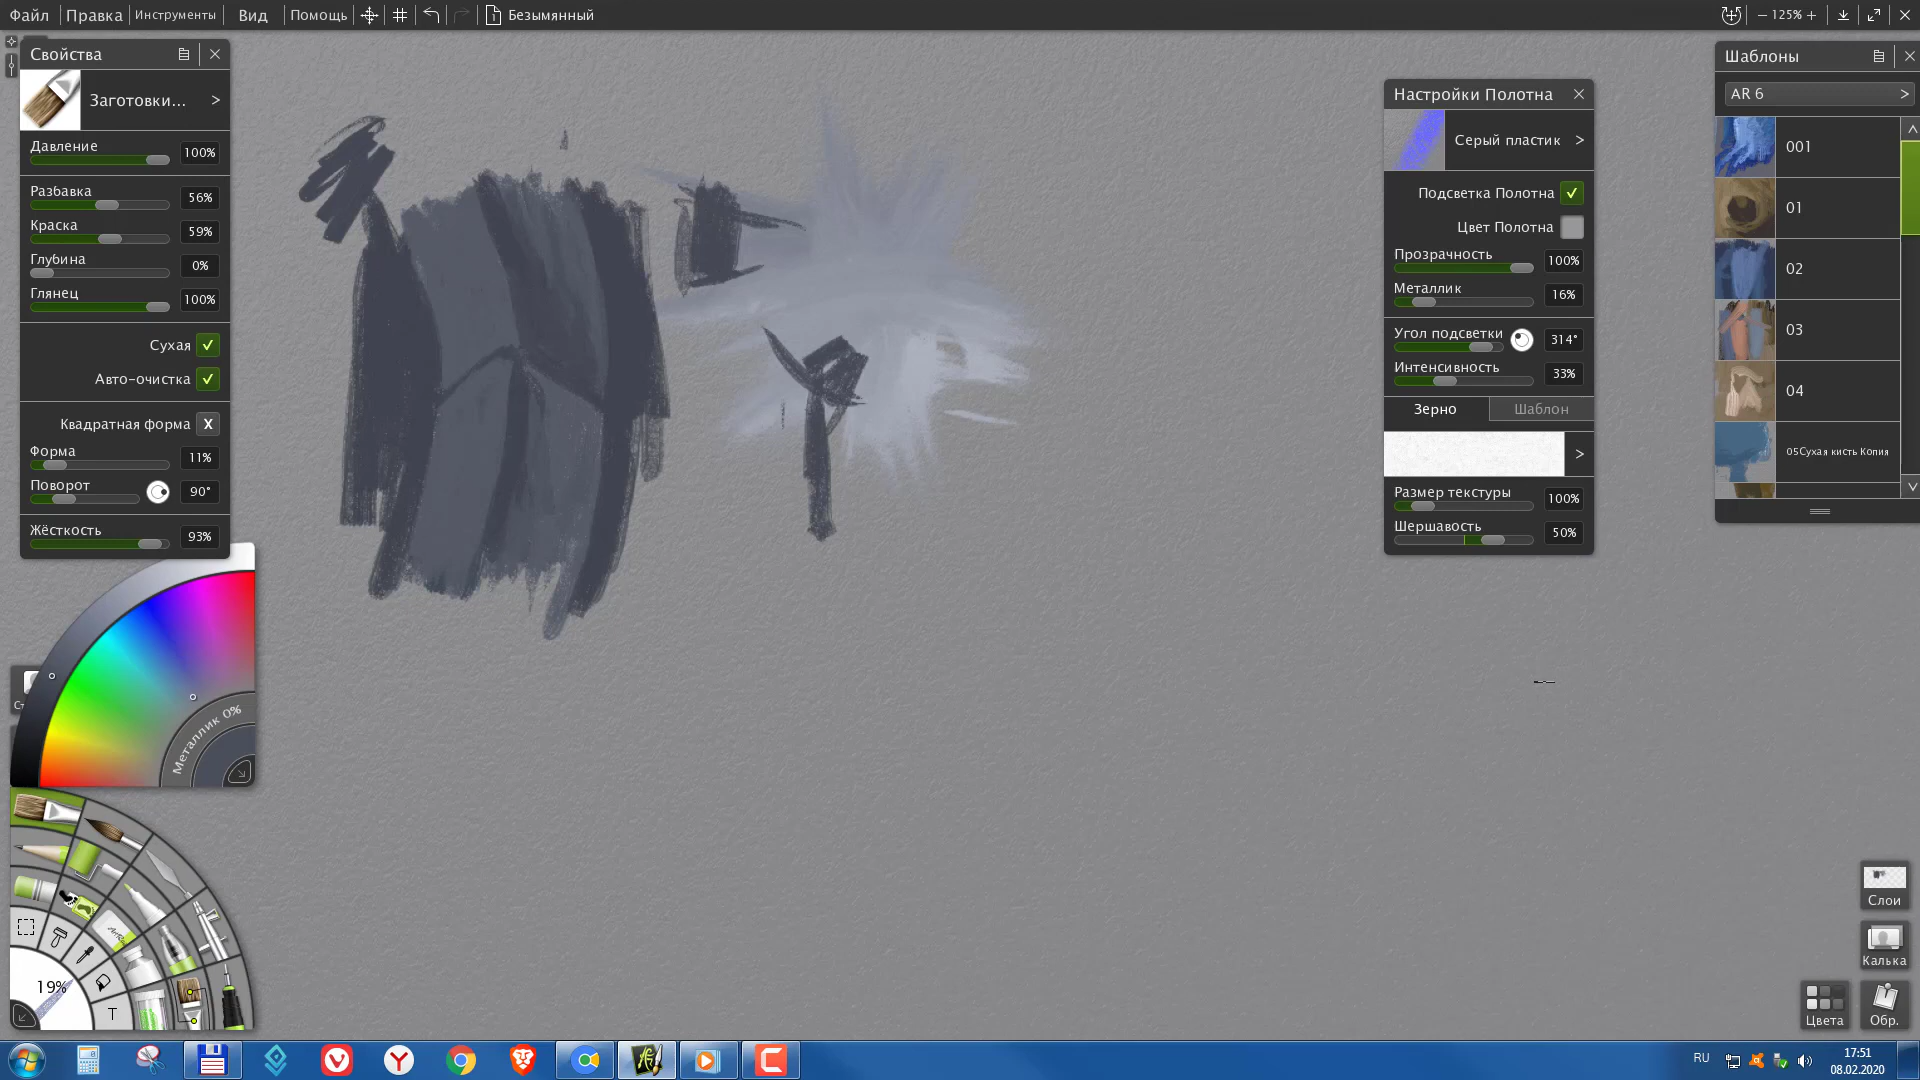 Файл Правка Инструменты Вид Помощь Безымянный 125%
Свойства
Заготовки...
Давление 100%
Разбавка 56%
Краска 59%
Глубина 0%
Глянец 100%
Сухая
Авто-очистка
Квадратная форма X
Форма 11%
Поворот 90°
Жёсткость 93%
Металлик 0%
19%
T
Настройки Полотна
Серый пластик
Подсветка Полотна
Цвет Полотна
Прозрачность 100%
Металлик 16%
Угол подсветки 314°
Интенсивность 33%
Зерно Шаблон
Размер текстуры 100%
Шершавость 50%
Шаблоны
AR 6
001
01
02
03
04
05Сухая кисть Копия
Слои
Калька
Цвета Обр.
RU
17:51
08.02.2020